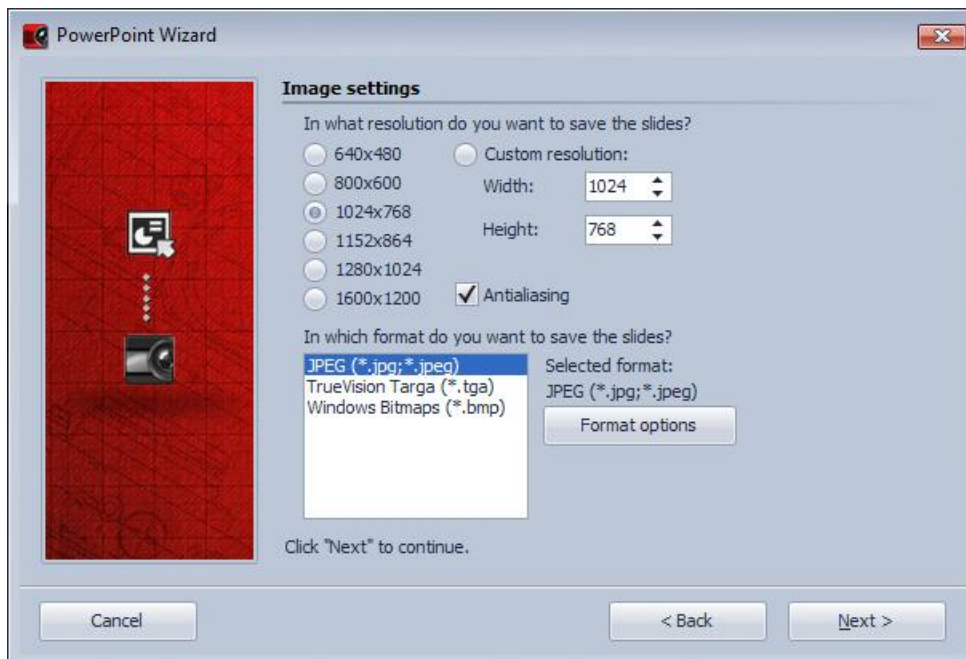 PowerPoint Wizard
Image settings
In what resolution do you want to save the slides?
640x480
Custom resolution:
800x600
Width: 1024
1024x768
Height: 768
1152x864
1280x1024
1600x1200
Antialiasing
In which format do you want to save the slides?
JPEG (*.jpg;*.jpeg)
TrueVision Targa (*.tga)
Windows Bitmaps (*.bmp)
Selected format:
JPEG (*.jpg;*.jpeg)
Format options
Click "Next" to continue.
Cancel
< Back
Next >